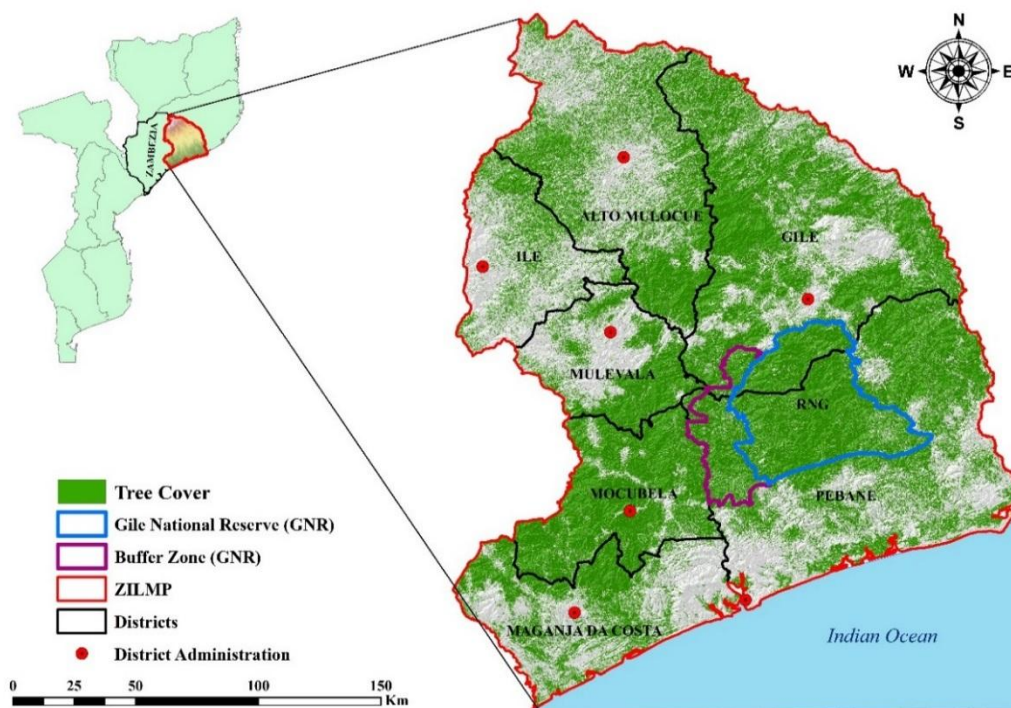 ZAMBEZIA
N
W
E
S
ALTO MULOCUE
GILE
ILE
MULEVALA
RNG
MOCUBELA
PEBANE
MAGANJA DA COSTA
Indian Ocean
Tree Cover
Gile National Reserve (GNR)
Buffer Zone (GNR)
ZILMP
Districts
District Administration
0 25 50 100 150
Km